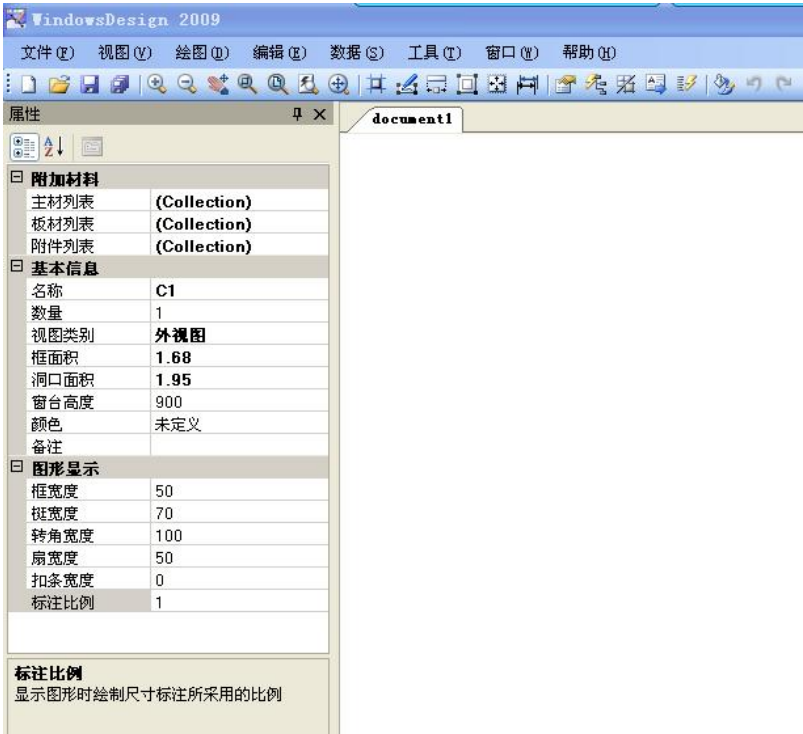 WindowsDesign 2009
文件(F) 视图(V) 绘图(D) 编辑(E) 数据(S) 工具(T) 窗口(W) 帮助(H)
属性
document1
附加材料
主材列表 (Collection)
板材列表 (Collection)
附件列表 (Collection)
基本信息
名称 C1
数量 1
视图类别 外视图
框面积 1.68
洞口面积 1.95
窗台高度 900
颜色 未定义
备注
图形显示
框宽度 50
梃宽度 70
转角宽度 100
扇宽度 50
扣条宽度 0
标注比例 1
标注比例
显示图形时绘制尺寸标注所采用的比例